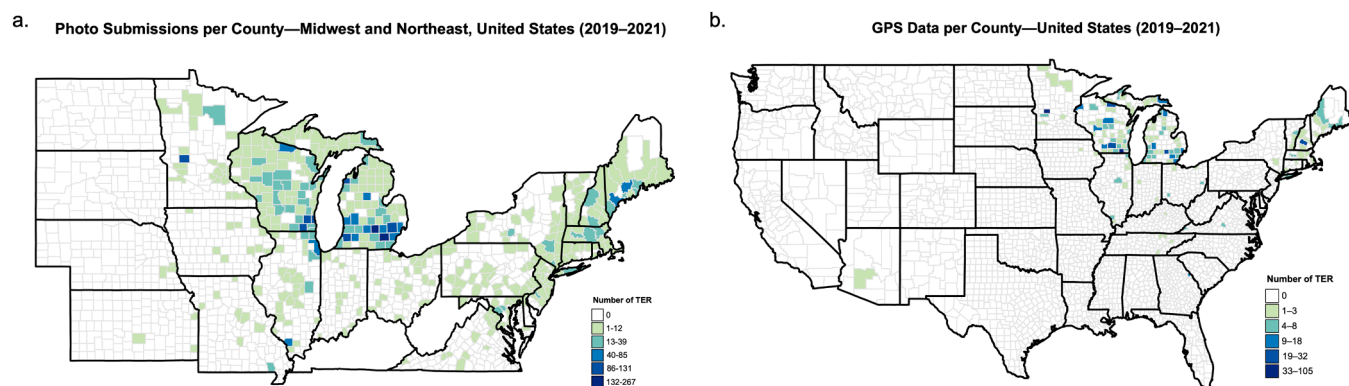 a.
Photo Submissions per County—Midwest and Northeast, United States (2019–2021)
Number of TER
0
1-12
13-39
40-85
86-131
132-267
b.
GPS Data per County—United States (2019–2021)
Number of TER
0
1–3
4–8
9–18
19–32
33–105